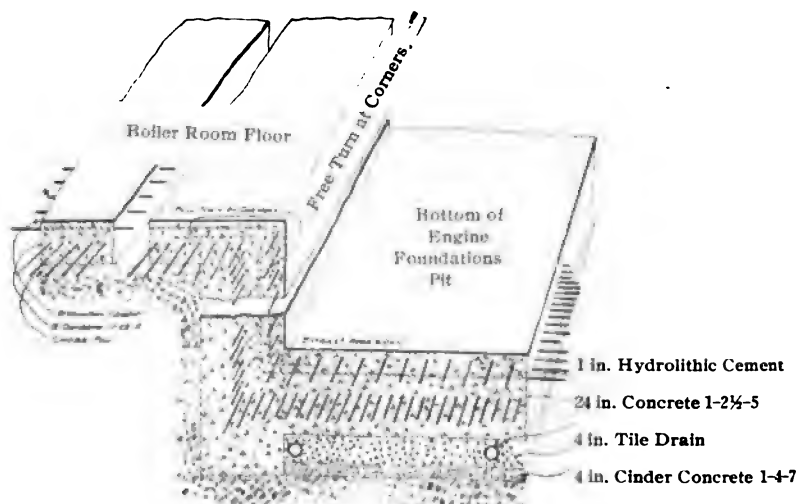 Free Turn at Corners.
Boiler Room Floor
Bottom of
Engine
Foundations
Pit
1 in. Hydrolithic Cement
24 in. Concrete 1-2½-5
4 in. Tile Drain
4 in. Cinder Concrete 1-4-7